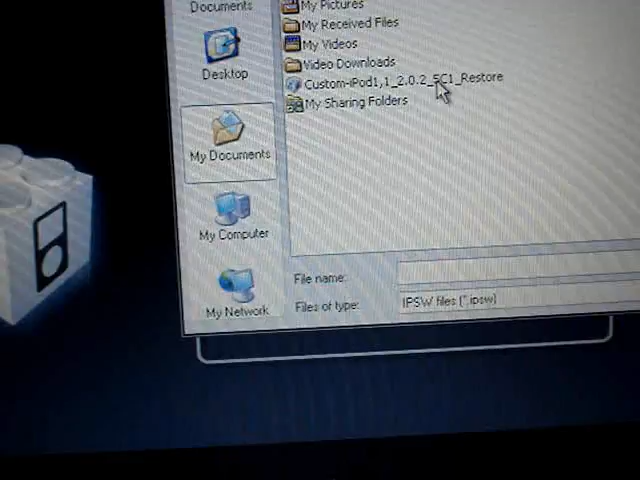 Documents
My Pictures
My Received Files
My Videos
Desktop
Video Downloads
Custom-iPod1,1_2.0.2_5C1_Restore
My Sharing Folders
My Documents
My Computer
File name:
My Network
Files of type:
IPSW files (*.ipsw)